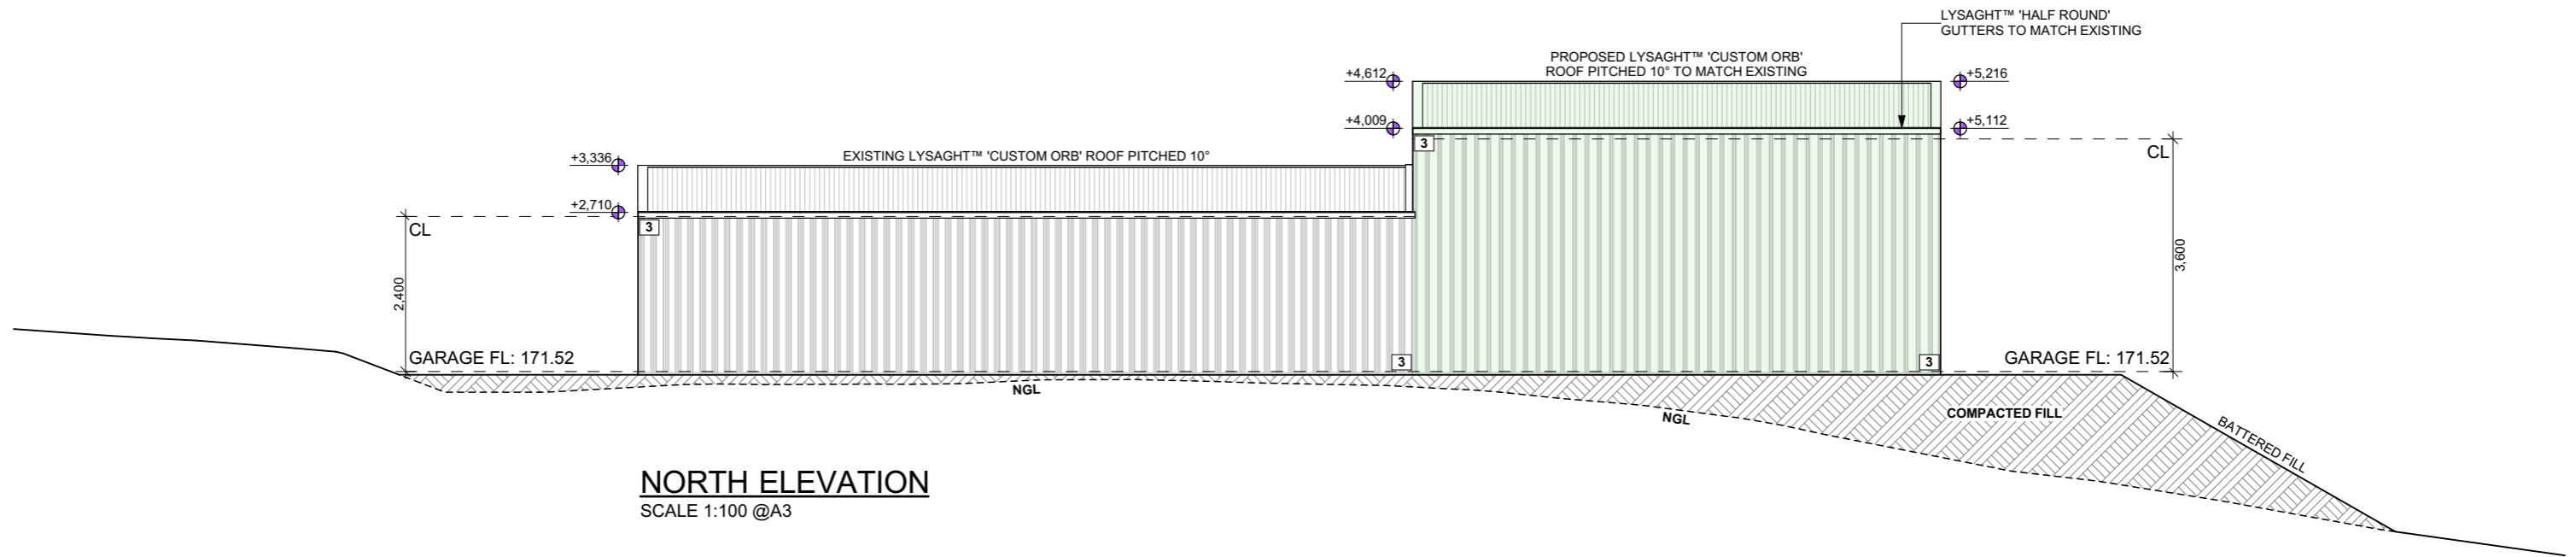 LYSAGHT™ 'HALF ROUND'
GUTTERS TO MATCH EXISTING
PROPOSED LYSAGHT™ 'CUSTOM ORB'
ROOF PITCHED 10° TO MATCH EXISTING
+4,612
+5,216
+4,009
+5,112
3
CL
+3,336
EXISTING LYSAGHT™ 'CUSTOM ORB' ROOF PITCHED 10°
+2,710
CL
3
2,400
3,600
GARAGE FL: 171.52
3
3
GARAGE FL: 171.52
NGL
NGL
COMPACTED FILL
BATTERED FILL
NORTH ELEVATION
SCALE 1:100 @A3